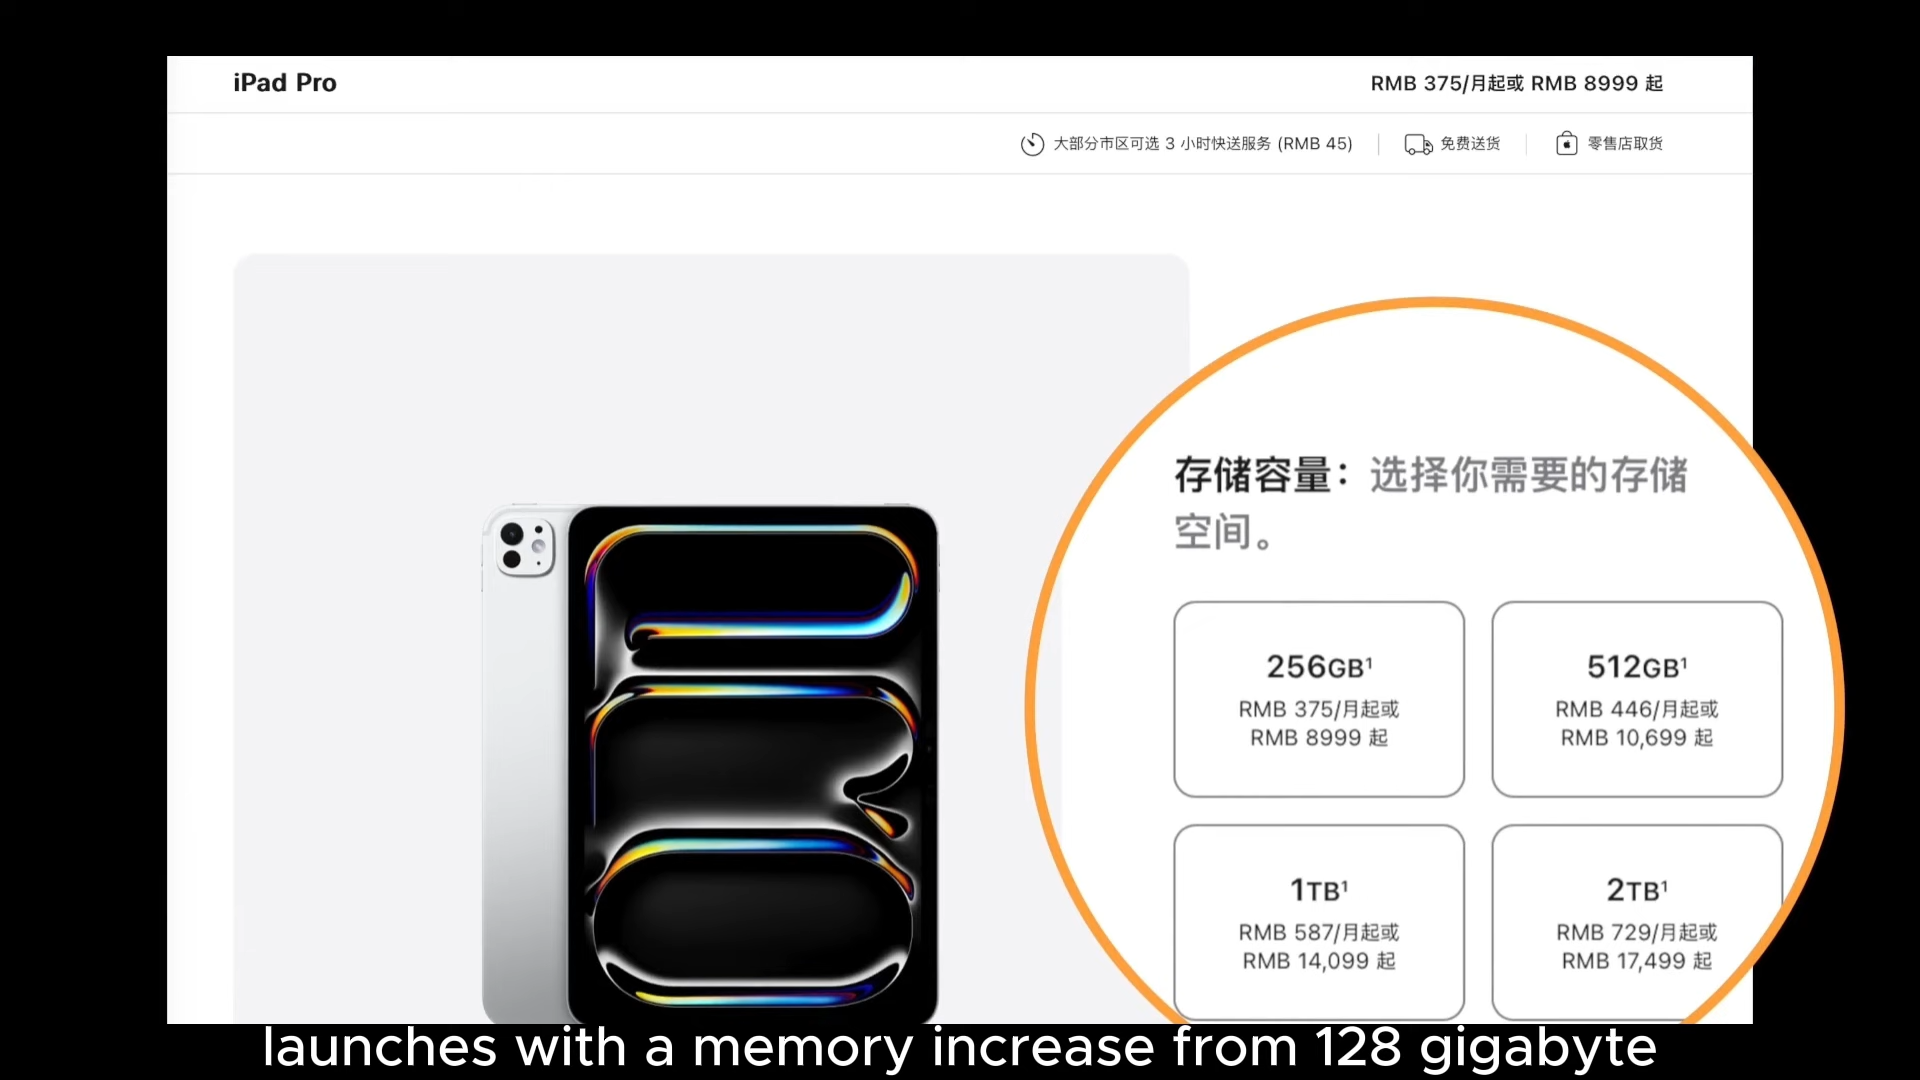 iPad Pro
RMB 375/月起或 RMB 8999 起
大部分市区可选 3 小时快送服务 (RMB 45)
免费送货
零售店取货
存储容量：选择你需要的存储
空间。
256GB¹
RMB 375/月起或
RMB 8999 起
512GB¹
RMB 446/月起或
RMB 10,699 起
1TB¹
RMB 587/月起或
RMB 14,099 起
2TB¹
RMB 729/月起或
RMB 17,499 起
launches with a memory increase from 128 gigabyte